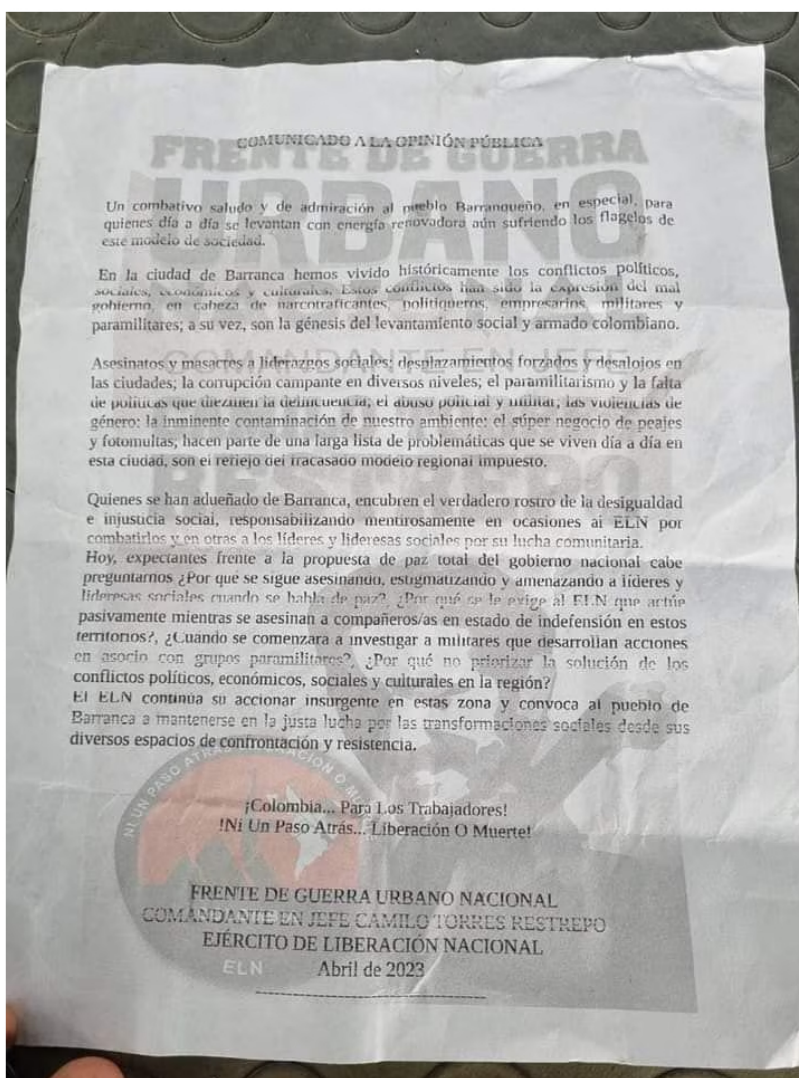 COMUNICADO A LA OPINIÓN PÚBLICA
FRENTE DE GUERRA
URBANO
Un combativo saludo y de admiración al pueblo Barranqueño, en especial, para
quienes día a día se levantan con energía renovadora aún sufriendo los flagelos de
este modelo de sociedad.
En la ciudad de Barranca hemos vivido históricamente los conflictos políticos,
sociales, económicos y culturales. Estos conflictos han sido la expresión del mal
gobierno, en cabeza de narcotraficantes, politiqueros, empresarios, militares y
paramilitares; a su vez, son la génesis del levantamiento social y armado colombiano.
COMANDANTE EN JEFE
Asesinatos y masacres a liderazgos sociales; desplazamientos forzados y desalojos en
las ciudades; la corrupción campante en diversos niveles; el paramilitarismo y la falta
de políticas que diezmen la delincuencia; el abuso policial y militar; las violencias de
género; la inminente contaminación de nuestro ambiente; el súper negocio de peajes
y fotomultas, hacen parte de una larga lista de problemáticas que se viven día a día en
esta ciudad, son el reflejo del fracasado modelo regional impuesto.
RESTREPO
Quienes se han adueñado de Barranca, encubren el verdadero rostro de la desigualdad
e injusticia social, responsabilizando mentirosamente en ocasiones al ELN por
combatirlos y en otras a los líderes y lideresas sociales por su lucha comunitaria.
Hoy, expectantes frente a la propuesta de paz total del gobierno nacional cabe
preguntarnos ¿Por qué se sigue asesinando, estigmatizando y amenazando a líderes y
lideresas sociales cuando se habla de paz?, ¿Por qué se le exige al ELN que actúe
pasivamente mientras se asesinan a compañeros/as en estado de indefensión en estos
territorios?, ¿Cuando se comenzara a investigar a militares que desarrollan acciones
en asocio con grupos paramilitares?, ¿Por qué no priorizar la solución de los
conflictos políticos, económicos, sociales y culturales en la región?
El ELN continua su accionar insurgente en estas zona y convoca al pueblo de
Barranca a mantenerse en la justa lucha por las transformaciones sociales desde sus
diversos espacios de confrontación y resistencia.
NI UN PASO ATRÁS LIBERACIÓN O
¡Colombia... Para Los Trabajadores!
!Ni Un Paso Atrás... Liberación O Muerte!
FRENTE DE GUERRA URBANO NACIONAL
COMANDANTE EN JEFE CAMILO TORRES RESTREPO
EJÉRCITO DE LIBERACIÓN NACIONAL
ELN
Abril de 2023